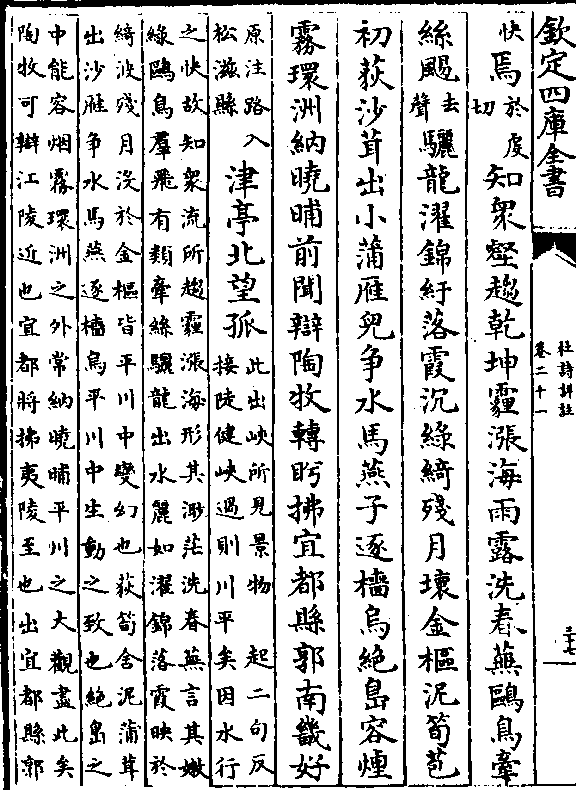 欽定四庫全書
杜詩詳註
卷二十一
三十七
快焉於虔切知衆壑趨乾坤霾漲海雨露洗春蕪鷗鳥牽
絲颺去聲驪龍濯錦紆落霞沉綠綺殘月壞金樞泥筍苞
初荻沙茸出小蒲雁兒争水馬燕子逐檣烏絶島容煙
霧環洲納曉晡前聞辯陶牧轉眄拂宜都縣郭南畿好
原注路入松滋縣津亭北望孤此出峽所見景物 起二句反接陡健峽過則川平矣因水行
之快故知衆流所趨霾漲海形其渺茫洗春蕪言其嫩
綠鷗鳥羣飛有類牽絲驪龍出水麗如濯錦落霞映於
綺波殘月没於金樞皆平川中變幻也荻筍含泥蒲茸
出沙雁争水馬燕逐檣烏平川中生動之致也絶島之
中能容烟霧環洲之外常納曉晡平川之大觀盡此矣
陶牧可辯江陵近也宜都將拂夷陵至也出宜都縣郭